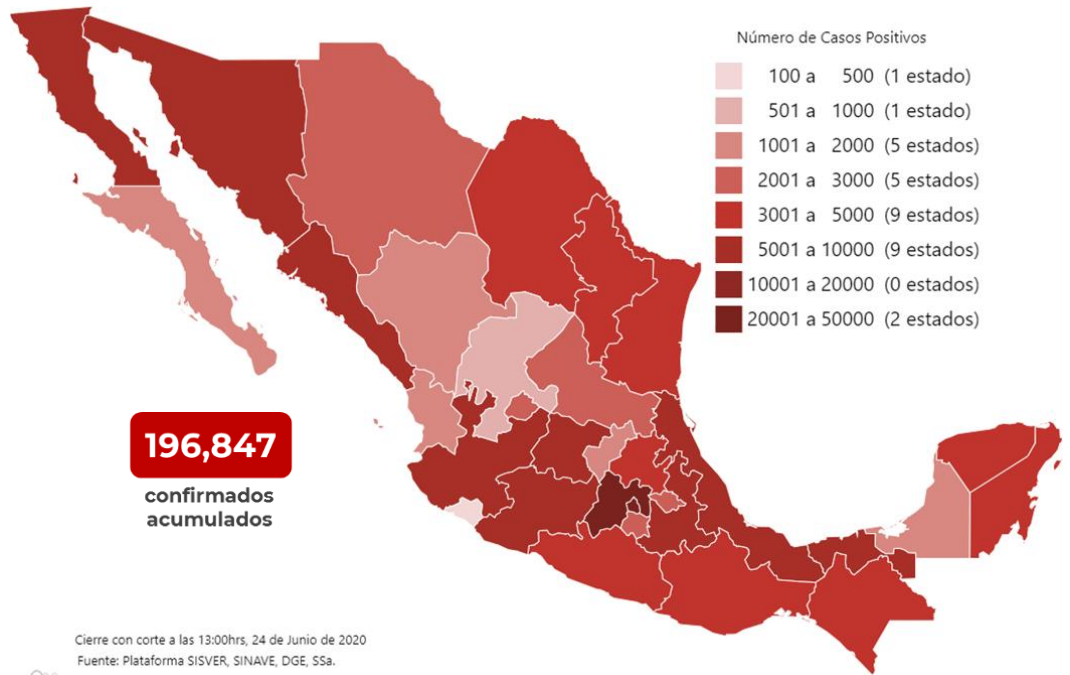 Número de Casos Positivos
100 a 500 (1 estado)
501 a 1000 (1 estado)
1001 a 2000 (5 estados)
2001 a 3000 (5 estados)
3001 a 5000 (9 estados)
5001 a 10000 (9 estados)
10001 a 20000 (0 estados)
20001 a 50000 (2 estados)
196,847
confirmados
acumulados
Cierre con corte a las 13:00hrs, 24 de Junio de 2020
Fuente: Plataforma SISVER, SINAVE, DGE, SSa.